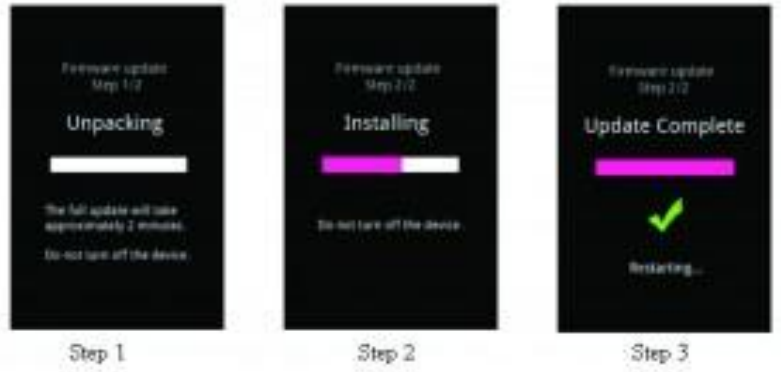 Firmware update
Step 1/2
Unpacking
The full update will take
approximately 2 minutes.
Do not turn off the device.
Step 1
Firmware update
Step 2/2
Installing
Do not turn off the device.
Step 2
Firmware update
Step 2/2
Update Complete
Restarting...
Step 3